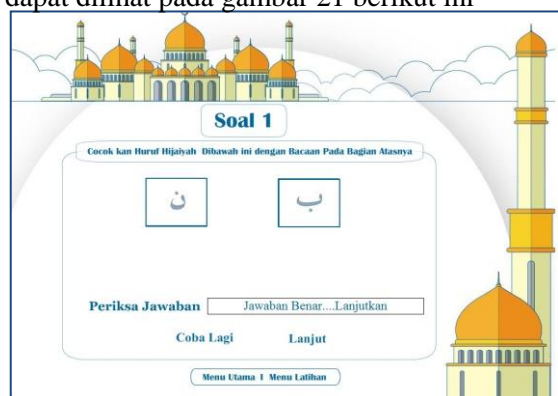 dapat dilihat pada gambar 21 berikut ini
Soal 1
Cocok kan Huruf Hijaiyah Dibawah ini dengan Bacaan Pada Bagian Atasnya
ن ب
Periksa Jawaban Jawaban Benar....Lanjutkan
Coba Lagi Lanjut
Menu Utama I Menu Latihan